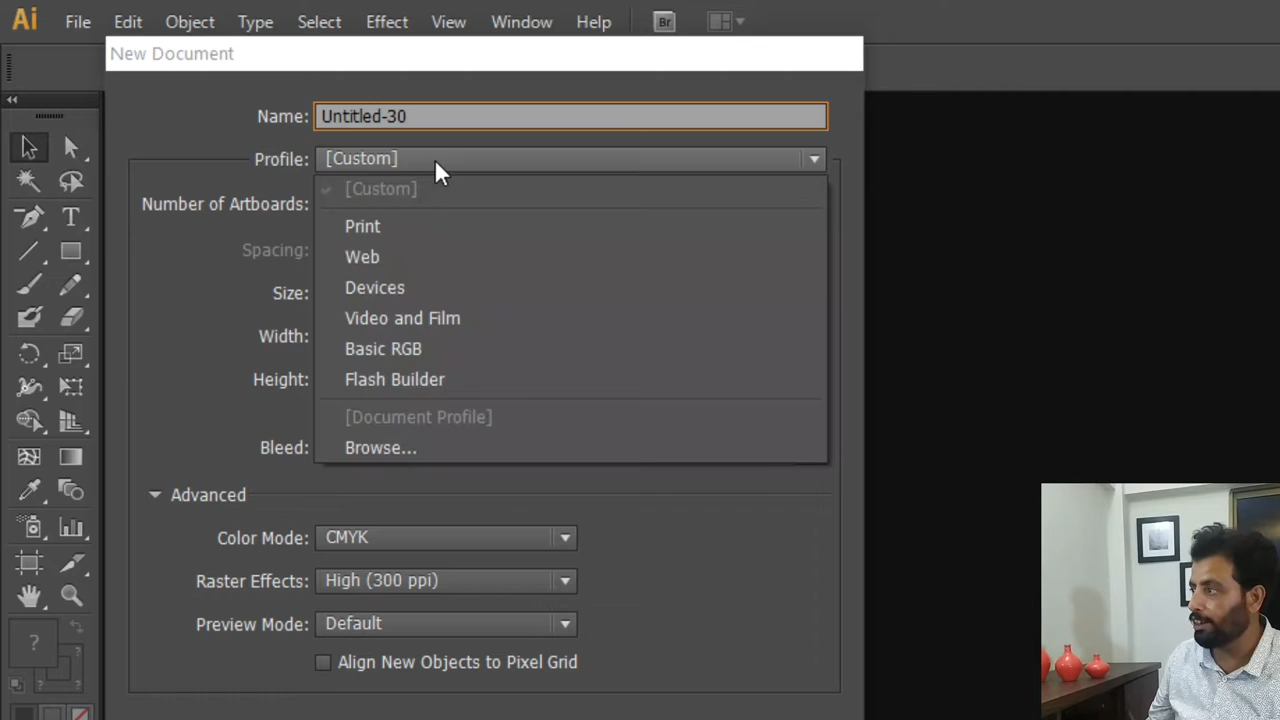 Ai File Edit Object Type Select Effect View Window Help Br
New Document
Name: Untitled-30
Profile: [Custom]
[Custom]
Number of Artboards:
Print
Spacing:
Web
Size:
Devices
Video and Film
Width:
Basic RGB
Height:
Flash Builder
[Document Profile]
Bleed:
Browse...
Advanced
Color Mode: CMYK
Raster Effects: High (300 ppi)
Preview Mode: Default
Align New Objects to Pixel Grid
T
?